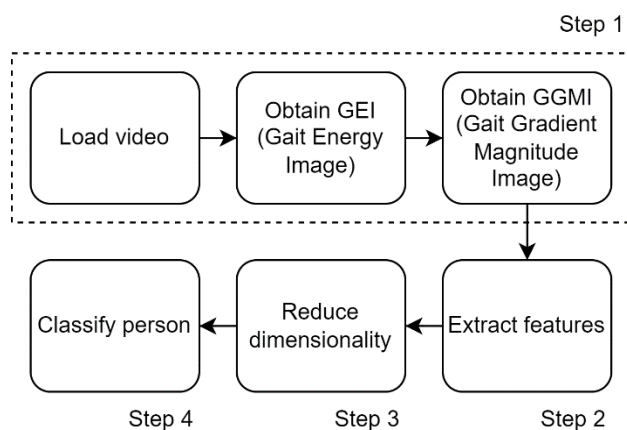 Step 1
Load video
Obtain GEI
(Gait Energy
Image)
Obtain GGMI
(Gait Gradient
Magnitude
Image)
Classify person
Reduce
dimensionality
Extract features
Step 4
Step 3
Step 2